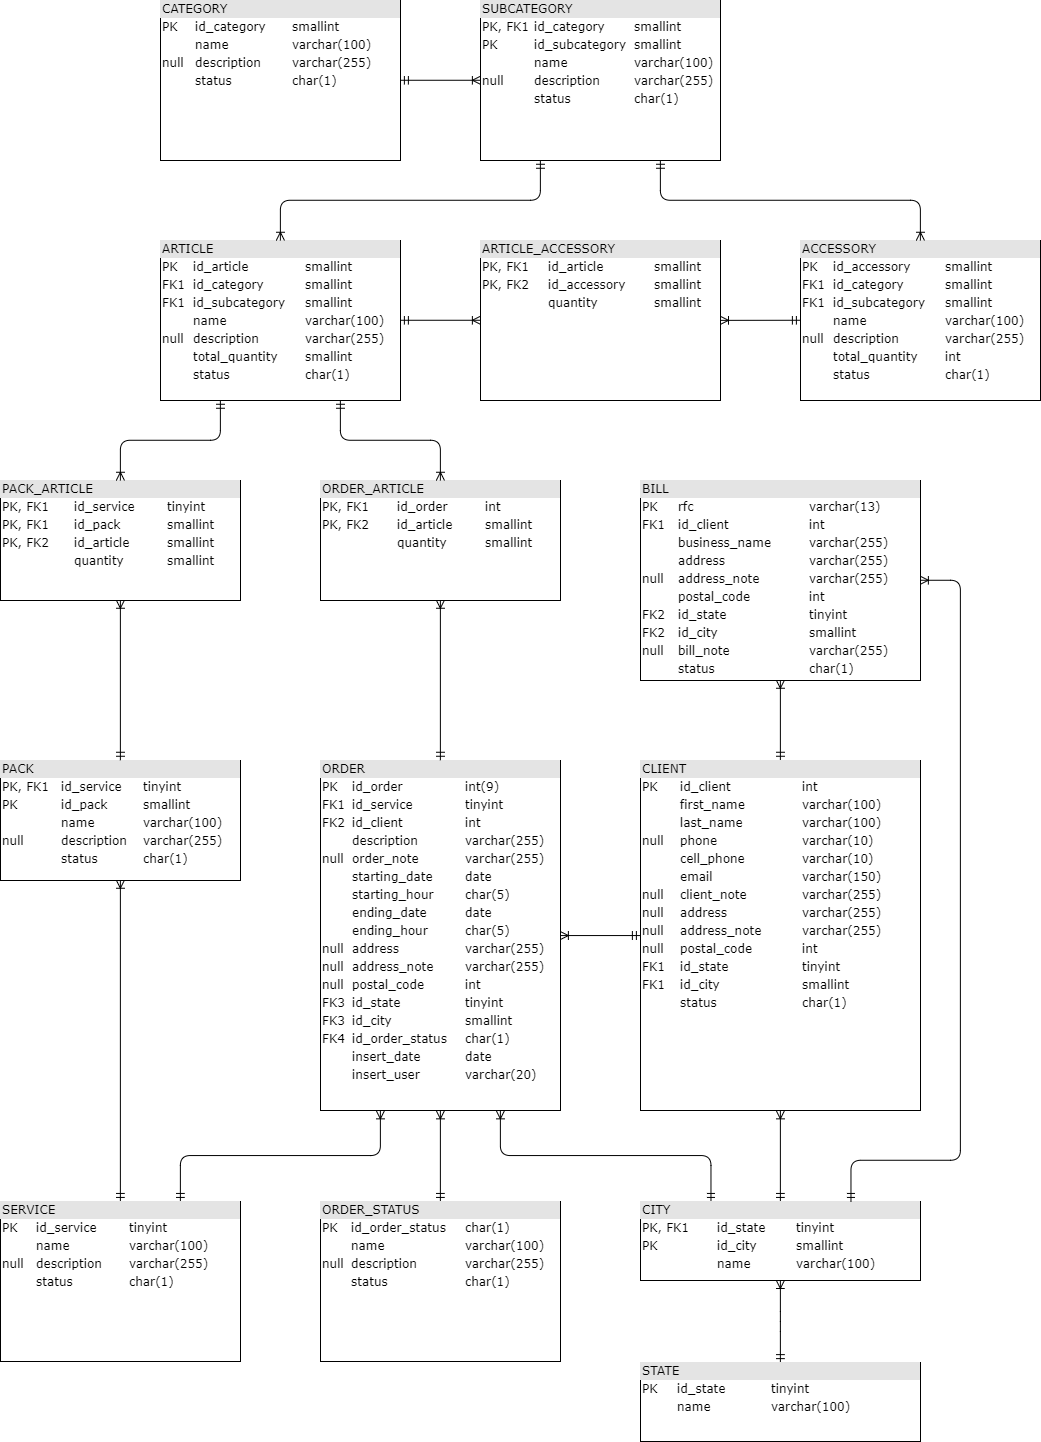 CATEGORY
PK id_category smallint
name varchar(100)
null description varchar(255)
status char(1)
SUBCATEGORY
PK, FK1 id_category smallint
PK id_subcategory smallint
name varchar(100)
null description varchar(255)
status char(1)
ARTICLE
PK id_article smallint
FK1 id_category smallint
FK1 id_subcategory smallint
name varchar(100)
null description varchar(255)
total_quantity smallint
status char(1)
ARTICLE_ACCESSORY
PK, FK1 id_article smallint
PK, FK2 id_accessory smallint
quantity smallint
ACCESSORY
PK id_accessory smallint
FK1 id_category smallint
FK1 id_subcategory smallint
name varchar(100)
null description varchar(255)
total_quantity int
status char(1)
PACK_ARTICLE
PK, FK1 id_service tinyint
PK, FK1 id_pack smallint
PK, FK2 id_article smallint
quantity smallint
ORDER_ARTICLE
PK, FK1 id_order int
PK, FK2 id_article smallint
quantity smallint
BILL
PK rfc varchar(13)
FK1 id_client int
business_name varchar(255)
address varchar(255)
null address_note varchar(255)
postal_code int
FK2 id_state tinyint
FK2 id_city smallint
null bill_note varchar(255)
status char(1)
PACK
PK, FK1 id_service tinyint
PK id_pack smallint
name varchar(100)
null description varchar(255)
status char(1)
ORDER
PK id_order int(9)
FK1 id_service tinyint
FK2 id_client int
description varchar(255)
null order_note varchar(255)
starting_date date
starting_hour char(5)
ending_date date
ending_hour char(5)
null address varchar(255)
null address_note varchar(255)
null postal_code int
FK3 id_state tinyint
FK3 id_city smallint
FK4 id_order_status char(1)
insert_date date
insert_user varchar(20)
CLIENT
PK id_client int
first_name varchar(100)
last_name varchar(100)
null phone varchar(10)
cell_phone varchar(10)
email varchar(150)
null client_note varchar(255)
null address varchar(255)
null address_note varchar(255)
null postal_code int
FK1 id_state tinyint
FK1 id_city smallint
status char(1)
SERVICE
PK id_service tinyint
name varchar(100)
null description varchar(255)
status char(1)
ORDER_STATUS
PK id_order_status char(1)
name varchar(100)
null description varchar(255)
status char(1)
CITY
PK, FK1 id_state tinyint
PK id_city smallint
name varchar(100)
STATE
PK id_state tinyint
name varchar(100)